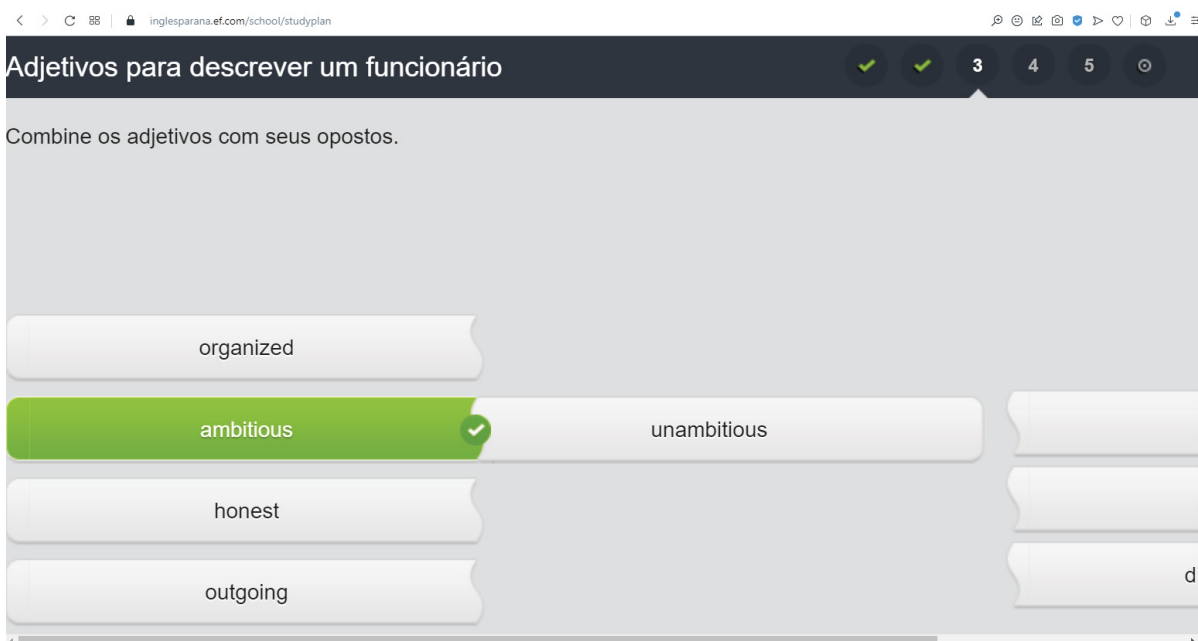 inglesparana.ef.com/school/studyplan
Adjetivos para descrever um funcionário
3 4 5
Combine os adjetivos com seus opostos.
organized
ambitious unambitious
honest
outgoing
d